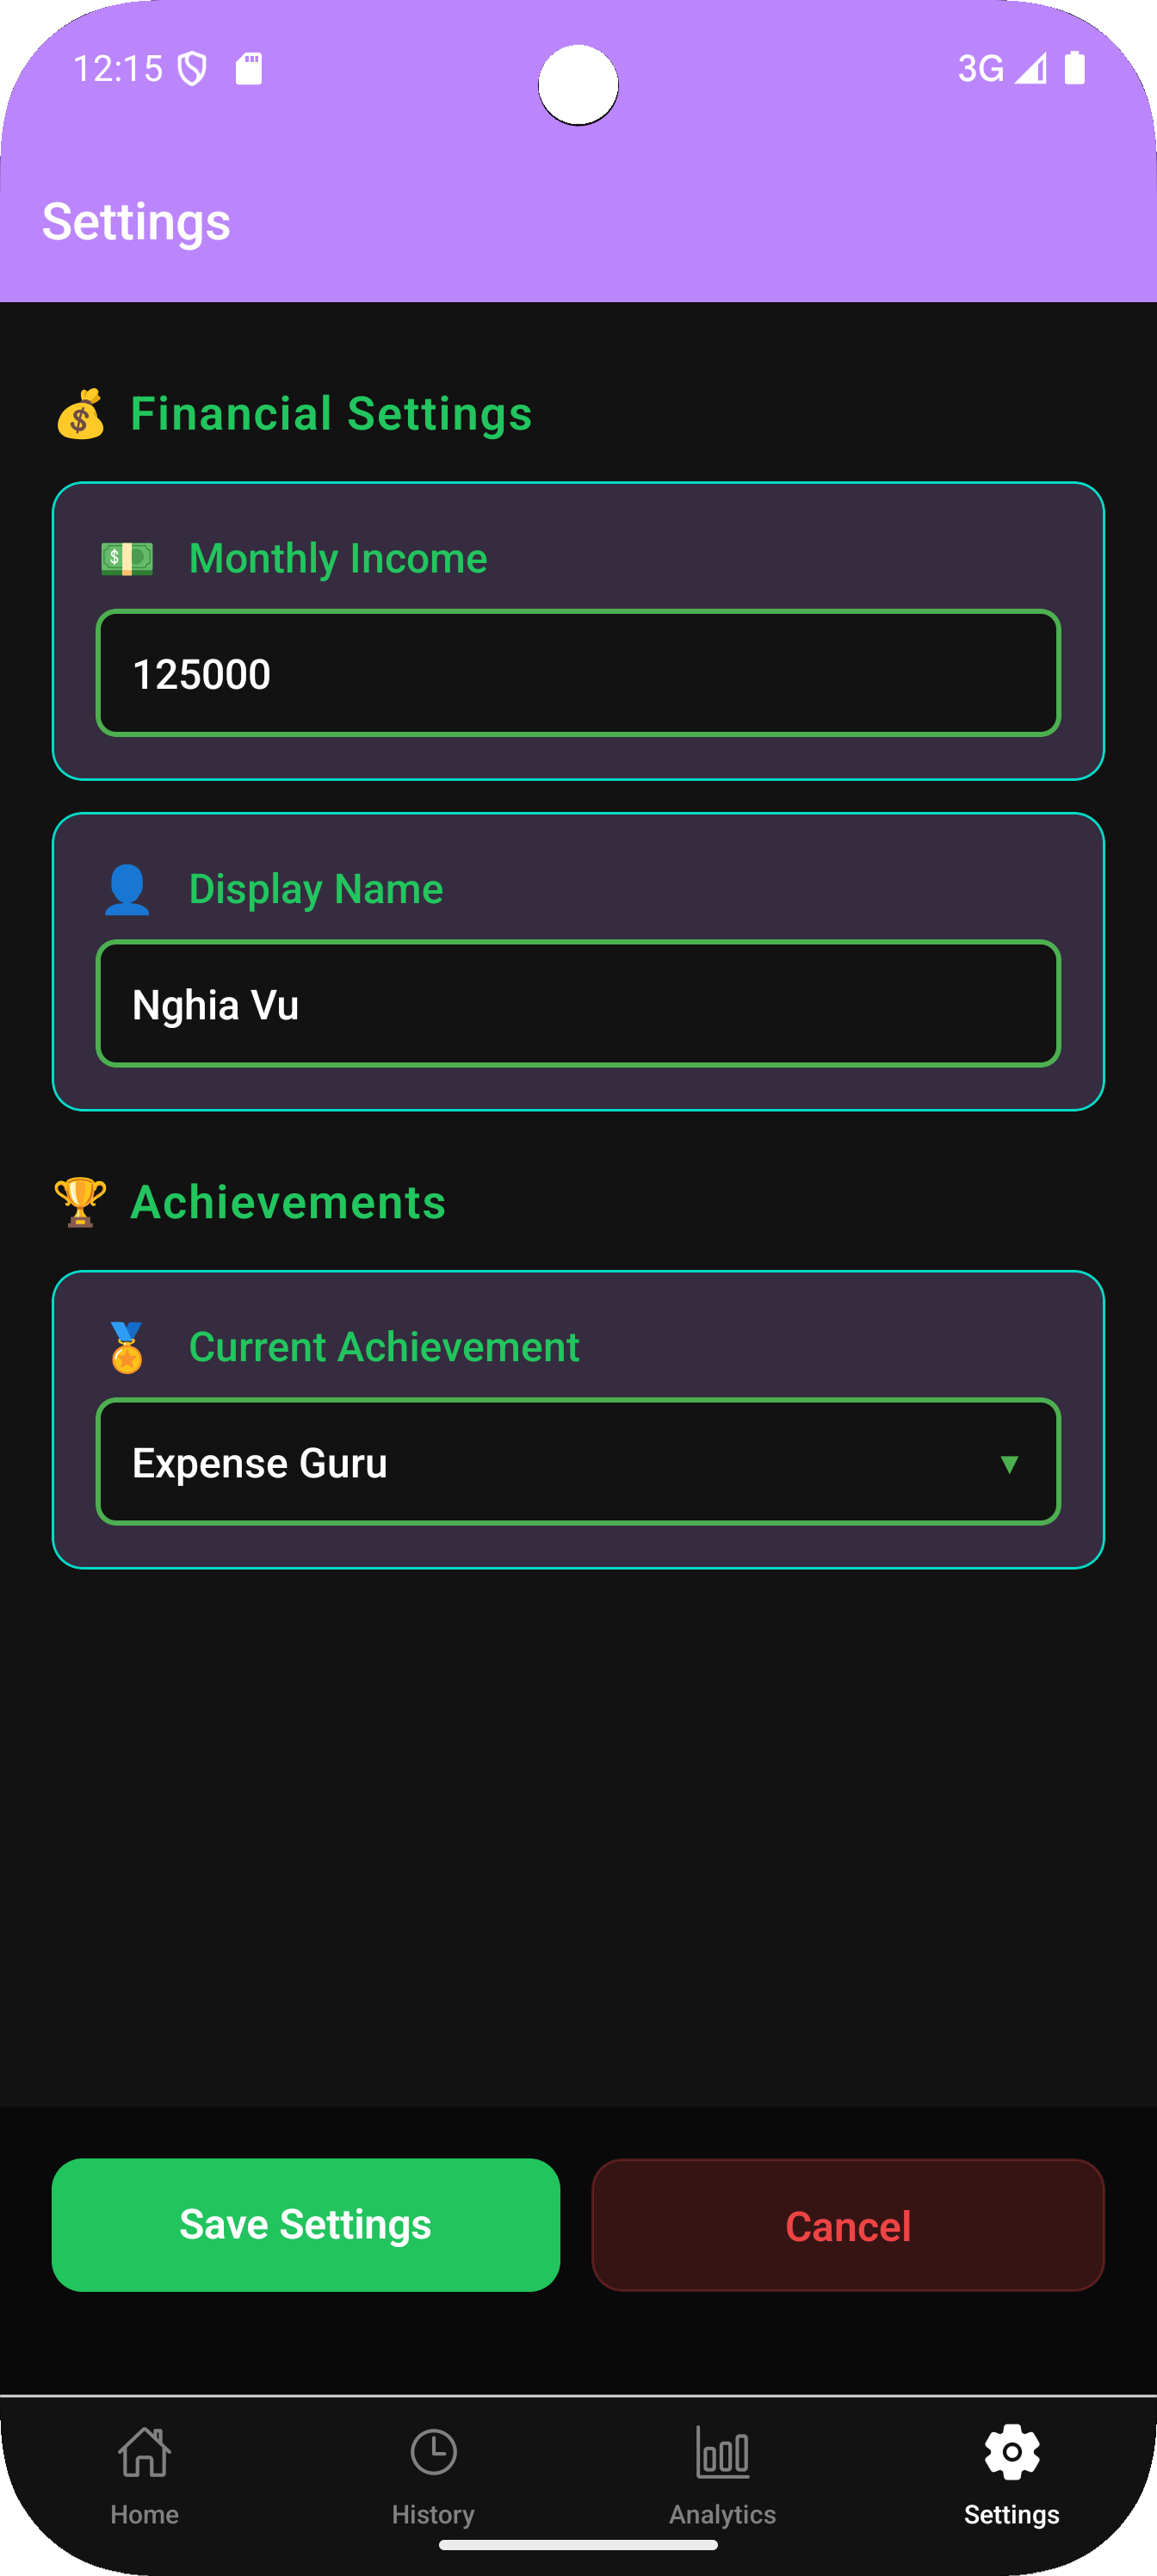 12:15
3G
Settings
Financial Settings
Monthly Income
125000
Display Name
Nghia Vu
Achievements
Current Achievement
Expense Guru
Save Settings
Cancel
Home
History
Analytics
Settings